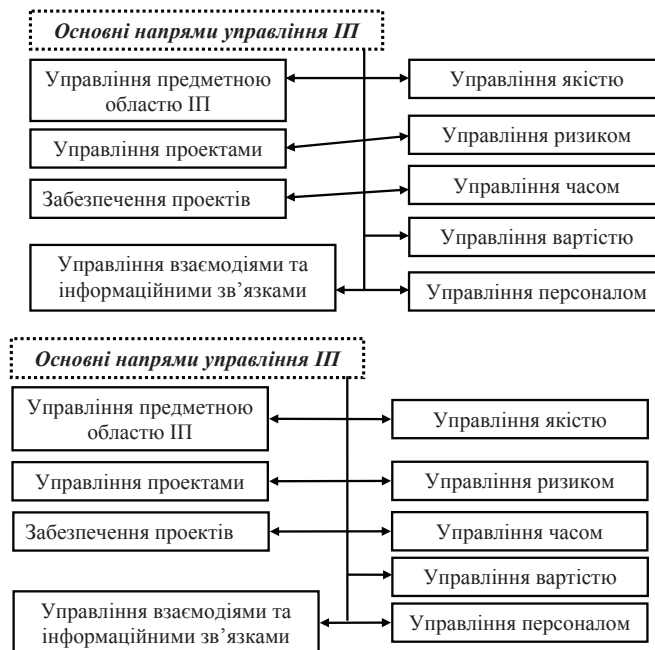 Основні напрями управління ІП
Управління предметною
областю ІП
Управління якістю
Управління проектами
Управління ризиком
Забезпечення проектів
Управління часом
Управління вартістю
Управління взаємодіями та
інформаційними зв’язками
Управління персоналом
Основні напрями управління ІП
Управління предметною
областю ІП
Управління якістю
Управління проектами
Управління ризиком
Забезпечення проектів
Управління часом
Управління вартістю
Управління взаємодіями та
інформаційними зв’язками
Управління персоналом